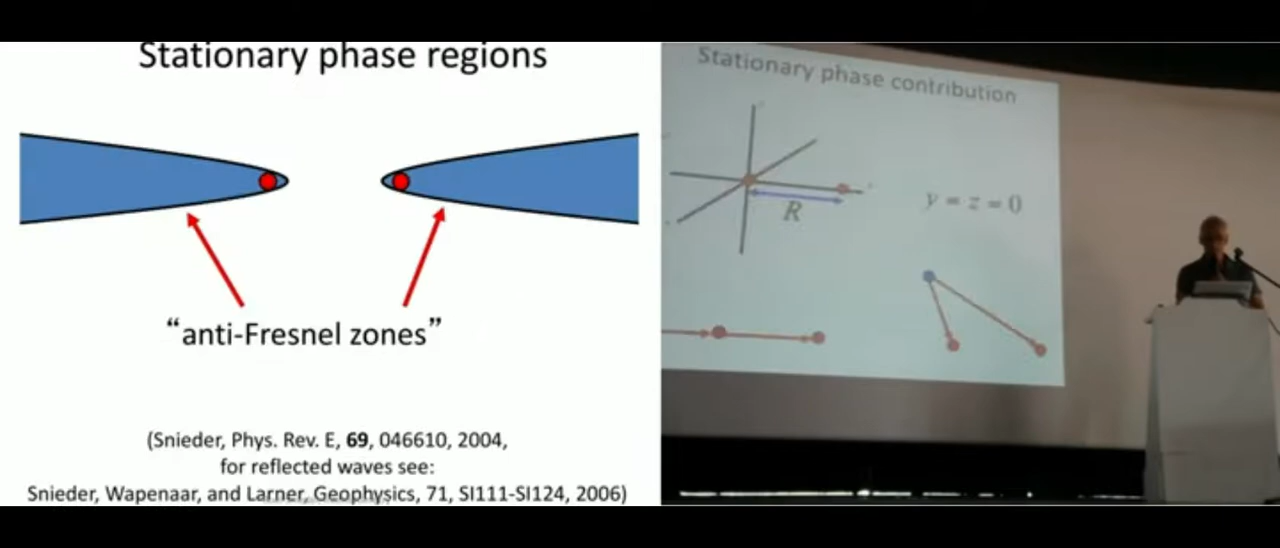 Stationary phase regions
“anti-Fresnel zones”
(Snieder, Phys. Rev. E, 69, 046610, 2004,
for reflected waves see:
Snieder, Wapenaar, and Larner, Geophysics, 71, SI111-SI124, 2006)
Stationary phase contribution
R
y = z = 0